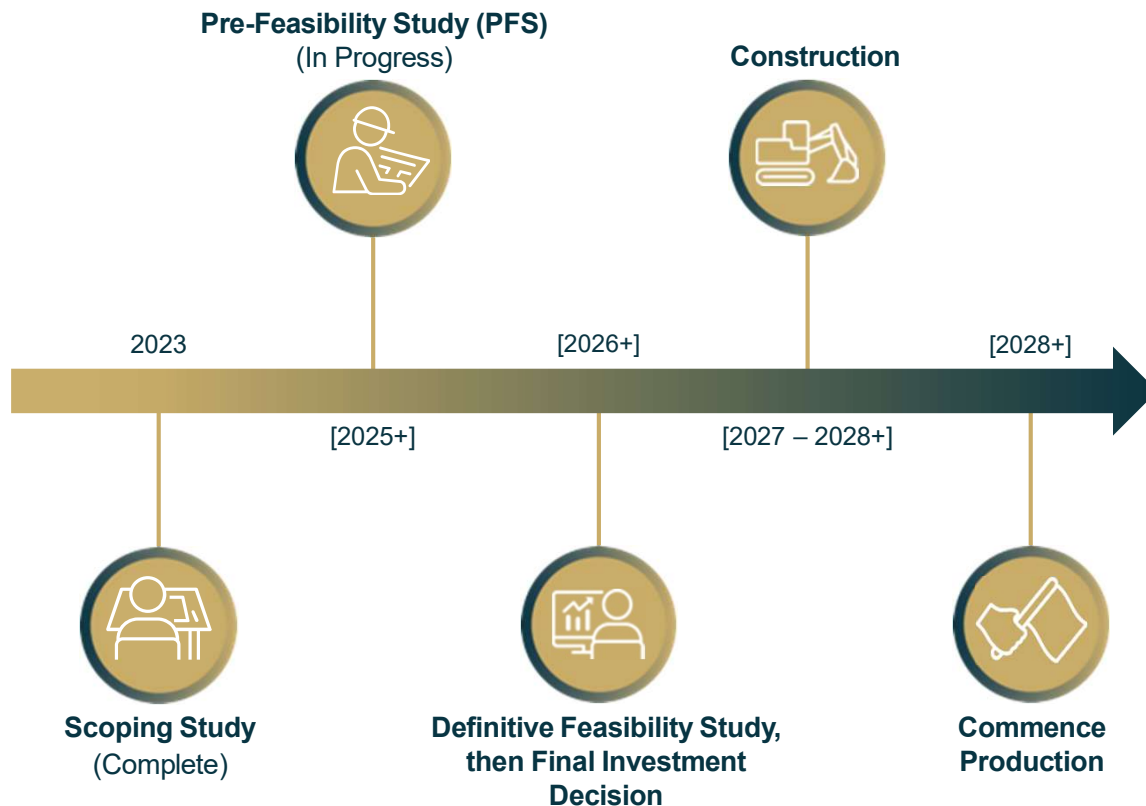 Pre-Feasibility Study (PFS)
(In Progress)
Construction
2023
[2026+]
[2028+]
[2025+]
[2027 – 2028+]
Scoping Study
(Complete)
Definitive Feasibility Study,
then Final Investment
Decision
Commence
Production